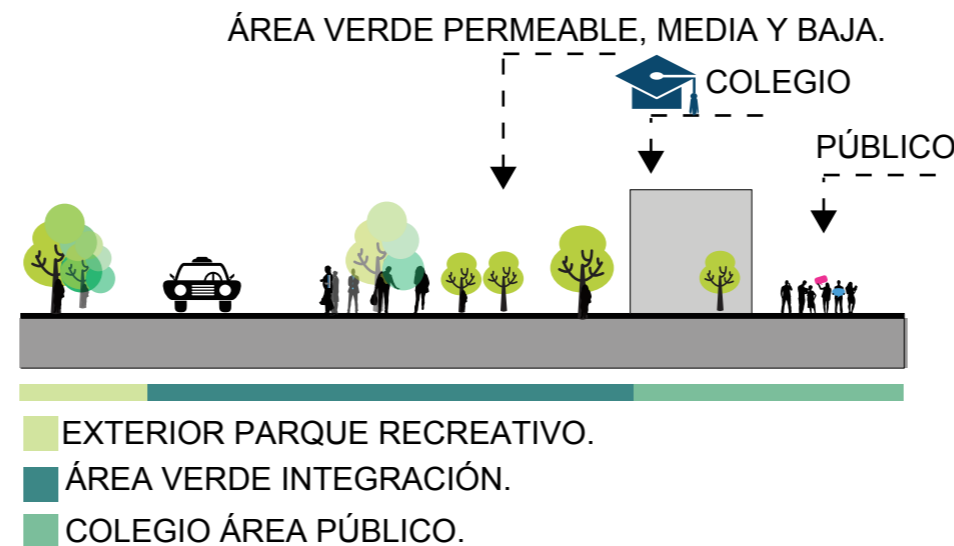 ÁREA VERDE PERMEABLE, MEDIA Y BAJA.
COLEGIO
PÚBLICO
EXTERIOR PARQUE RECREATIVO.
ÁREA VERDE INTEGRACIÓN.
COLEGIO ÁREA PÚBLICO.